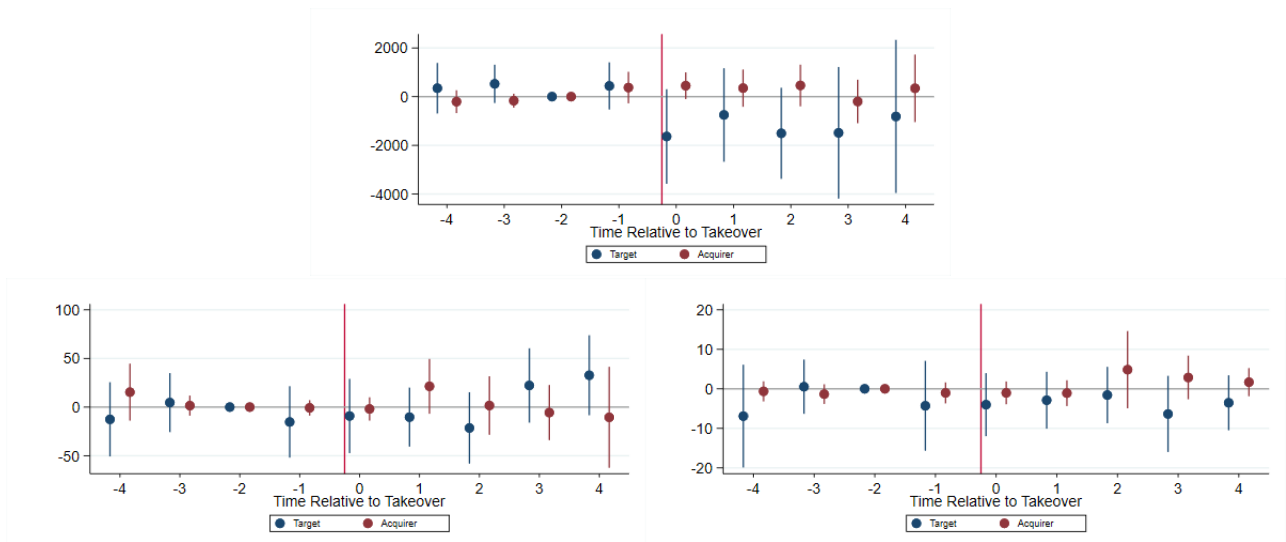 2000
0
-2000
-4000
-4 -3 -2 -1 0 1 2 3 4
Time Relative to Takeover
Target Acquirer
100
50
0
-50
-4 -3 -2 -1 0 1 2 3 4
Time Relative to Takeover
Target Acquirer
20
10
0
-10
-20
-4 -3 -2 -1 0 1 2 3 4
Time Relative to Takeover
Target Acquirer